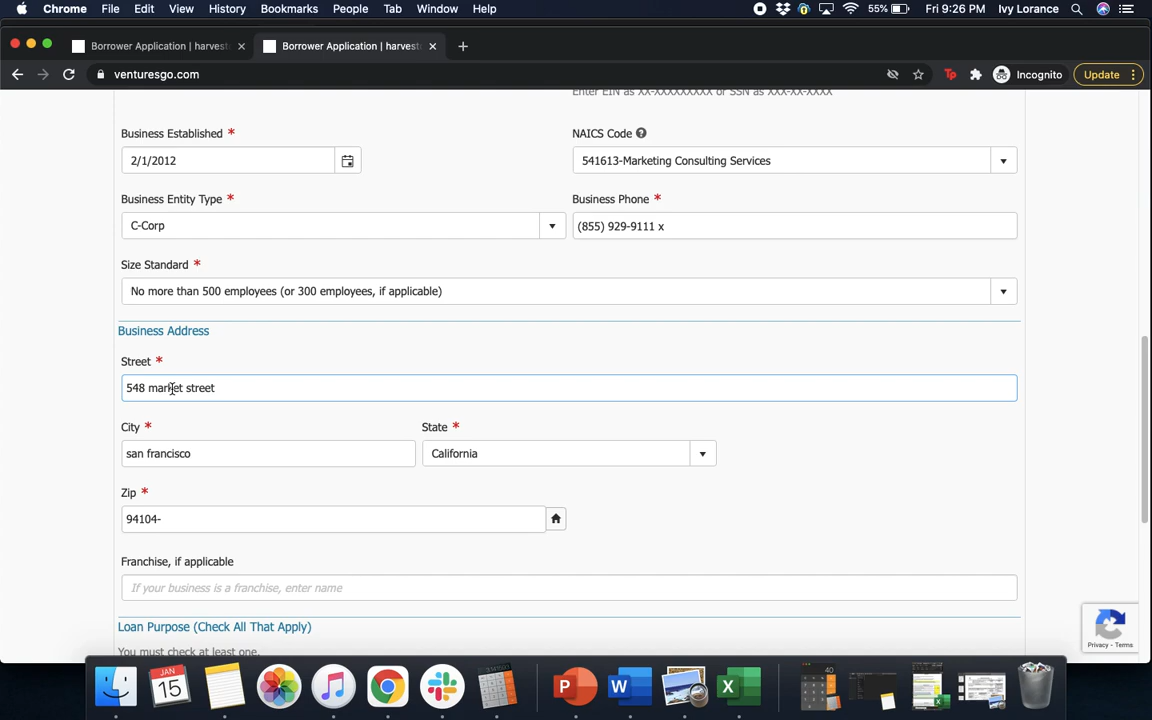 Chrome File Edit View History Bookmarks People Tab Window Help 55% Fri 9:26 PM Ivy Lorance
Borrower Application | harvest Borrower Application | harvest
venturesgo.com Tp Incognito Update
Enter EIN as XX-XXXXXXXXX or SSN as XXX-XX-XXXX
Business Established * NAICS Code
2/1/2012 541613-Marketing Consulting Services
Business Entity Type * Business Phone *
C-Corp (855) 929-9111 x
Size Standard *
No more than 500 employees (or 300 employees, if applicable)
Business Address
Street *
548 market street
City * State *
san francisco California
Zip *
94104-
Franchise, if applicable
If your business is a franchise, enter name
Loan Purpose (Check All That Apply)
You must check at least one.
Privacy - Terms
JAN
15
40